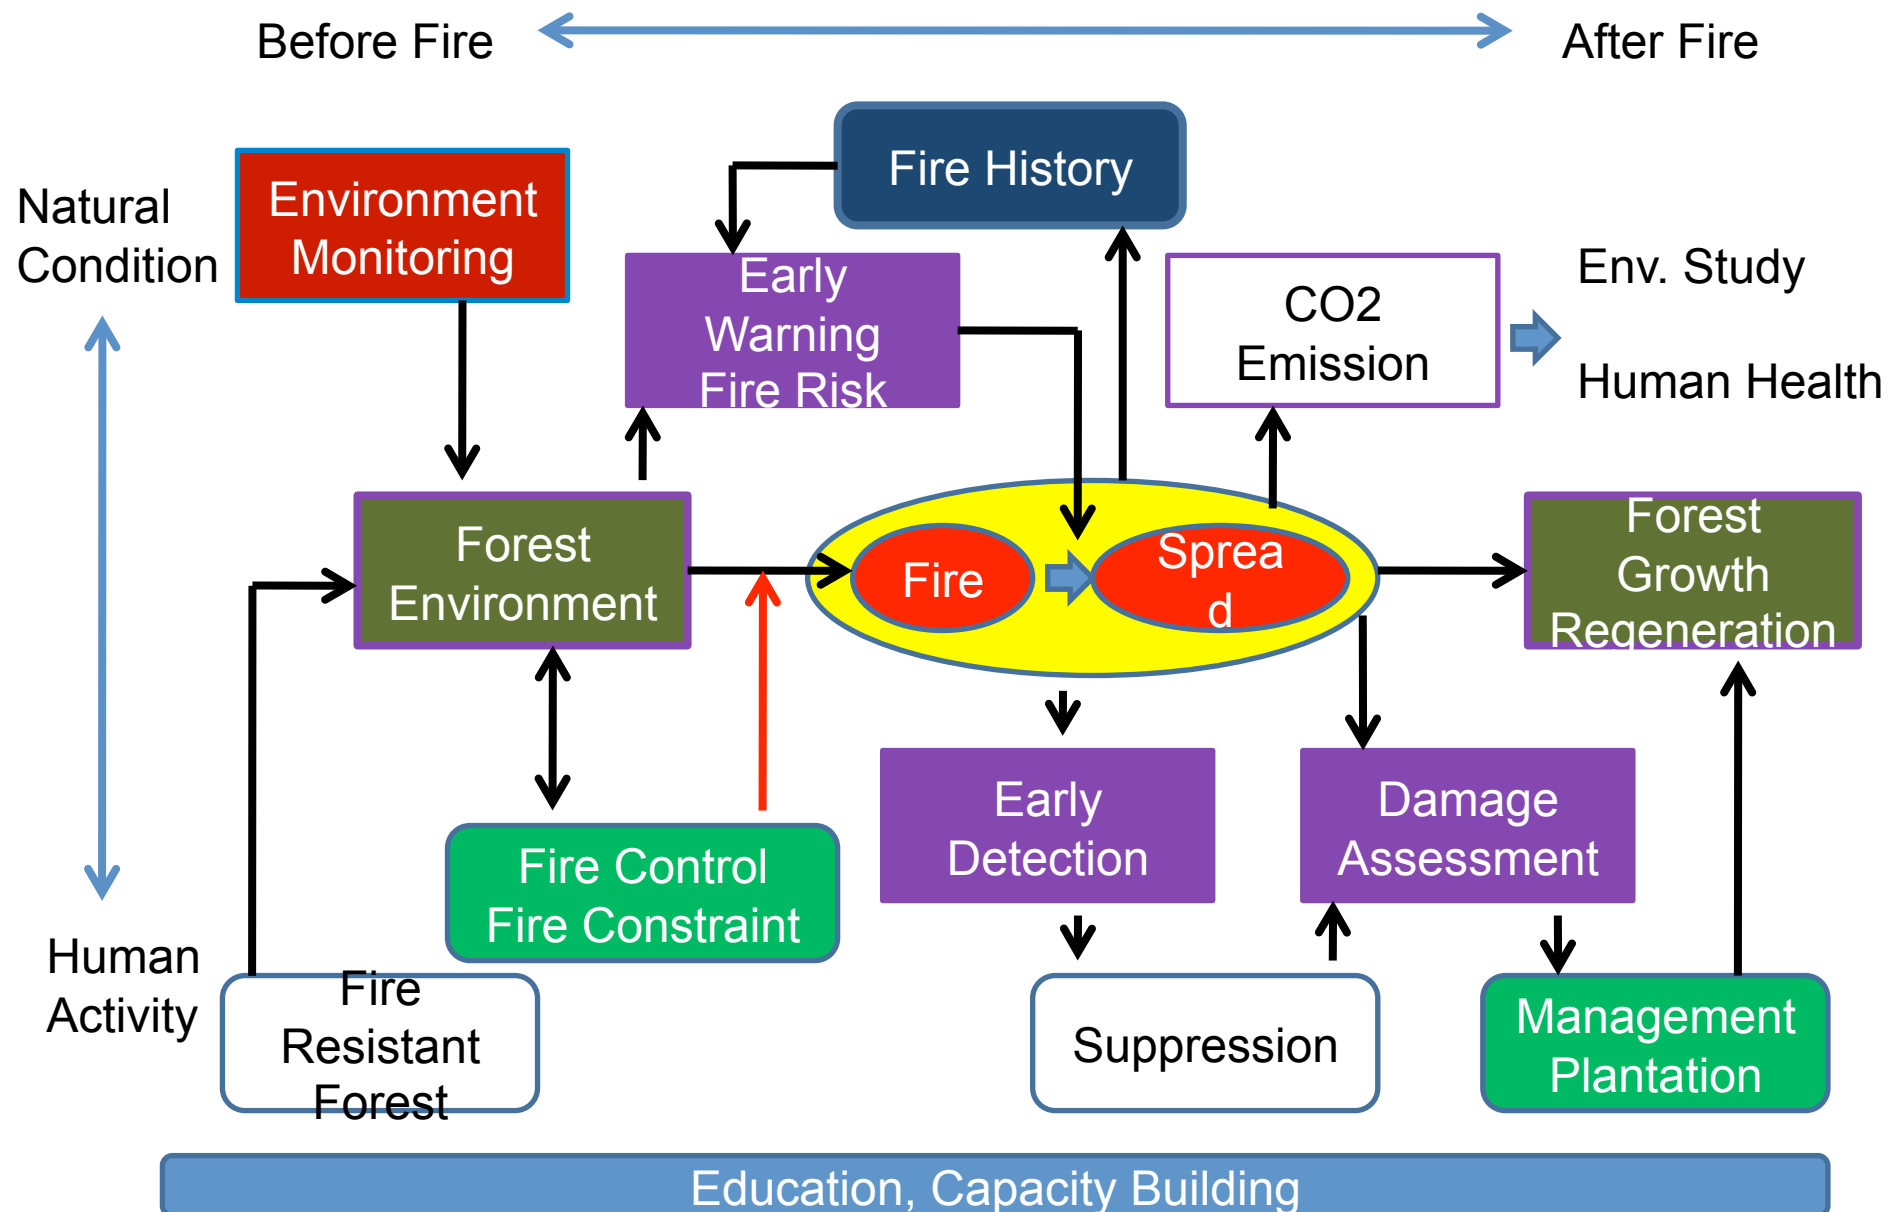 Before Fire
After Fire
Fire History
Natural
Condition
Environment
Monitoring
Early
Warning
Fire Risk
CO2
Emission
Env. Study
Human Health
Forest
Environment
Fire
Sprea
d
Forest
Growth
Regeneration
Early
Detection
Damage
Assessment
Fire Control
Fire Constraint
Human
Activity
Fire
Resistant
Forest
Suppression
Management
Plantation
Education, Capacity Building